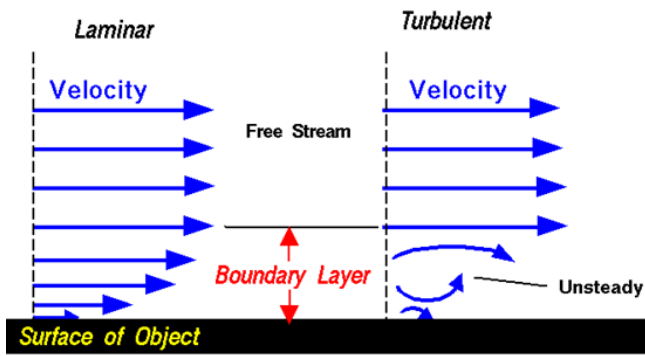 Laminar
Turbulent
Velocity
Velocity
Free Stream
Boundary Layer
Unsteady
Surface of Object